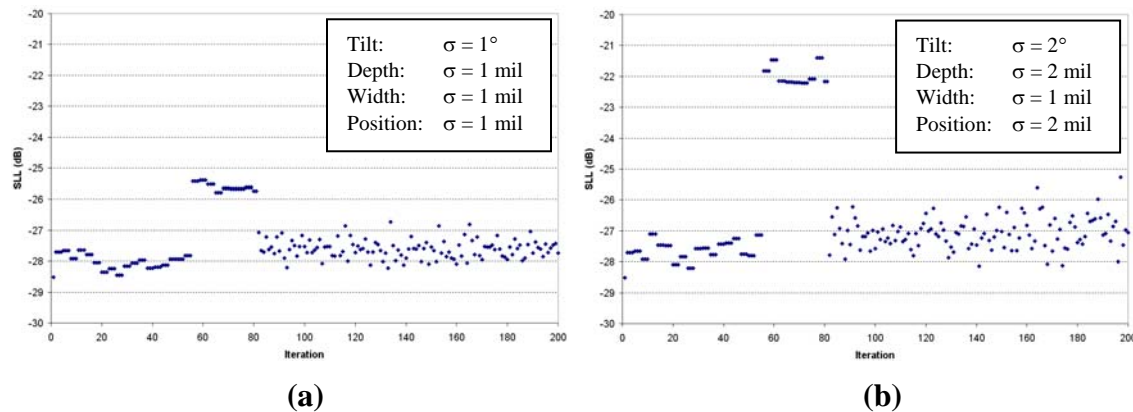 -20
-21
-22
-23
-24
-25
-26
-27
-28
-29
-30
SLL (dB)
0 20 40 60 80 100 120 140 160 180 200
Iteration
Tilt: σ = 1°
Depth: σ = 1 mil
Width: σ = 1 mil
Position: σ = 1 mil
(a)
-20
-21
-22
-23
-24
-25
-26
-27
-28
-29
-30
SLL (dB)
0 20 40 60 80 100 120 140 160 180 200
Iteration
Tilt: σ = 2°
Depth: σ = 2 mil
Width: σ = 1 mil
Position: σ = 2 mil
(b)